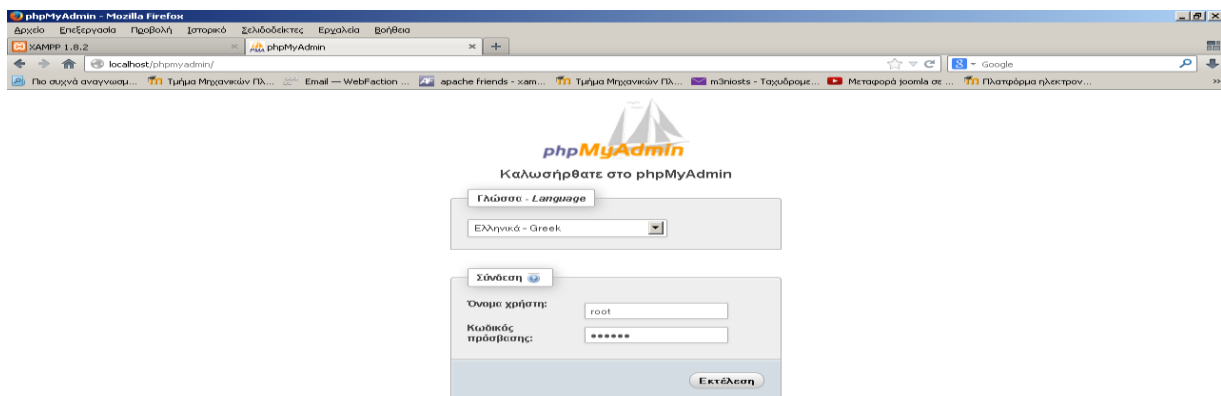 phpMyAdmin - Mozilla Firefox
Αρχείο Επεξεργασία Προβολή Ιστορικό Σελιδοδείκτες Εργαλεία Βοήθεια
XAMPP 1.8.2 × phpMyAdmin × +
localhost/phpmyadmin/ Google
Πιο συχνά αναγνωσμ... Τμήμα Μηχανικών Πλ... Email — WebFaction ... apache friends - xam... Τμήμα Μηχανικών Πλ... m3niosts - Ταχυδρομε... Μεταφορά joomla σε ... Πλατφόρμα ηλεκτρον... »
phpMyAdmin
Καλωσήρθατε στο phpMyAdmin
Γλώσσα - Language
Ελληνικά - Greek
Σύνδεση
Όνομα χρήστη:
root
Κωδικός πρόσβασης:
••••••
Εκτέλεση